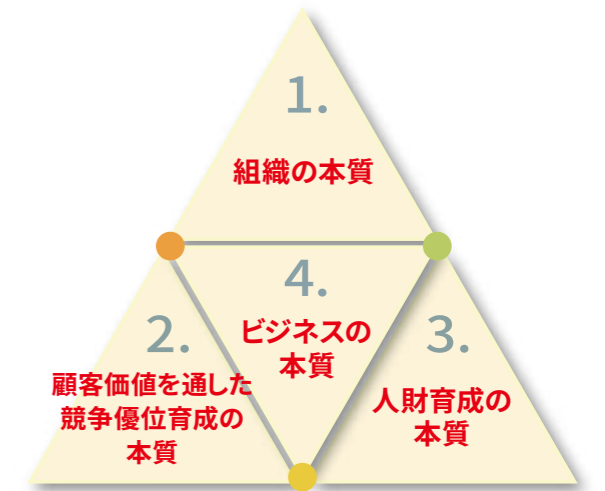 1.
組織の本質
2.
顧客価値を通した
競争優位育成の
本質
4.
ビジネスの
本質
3.
人財育成の
本質